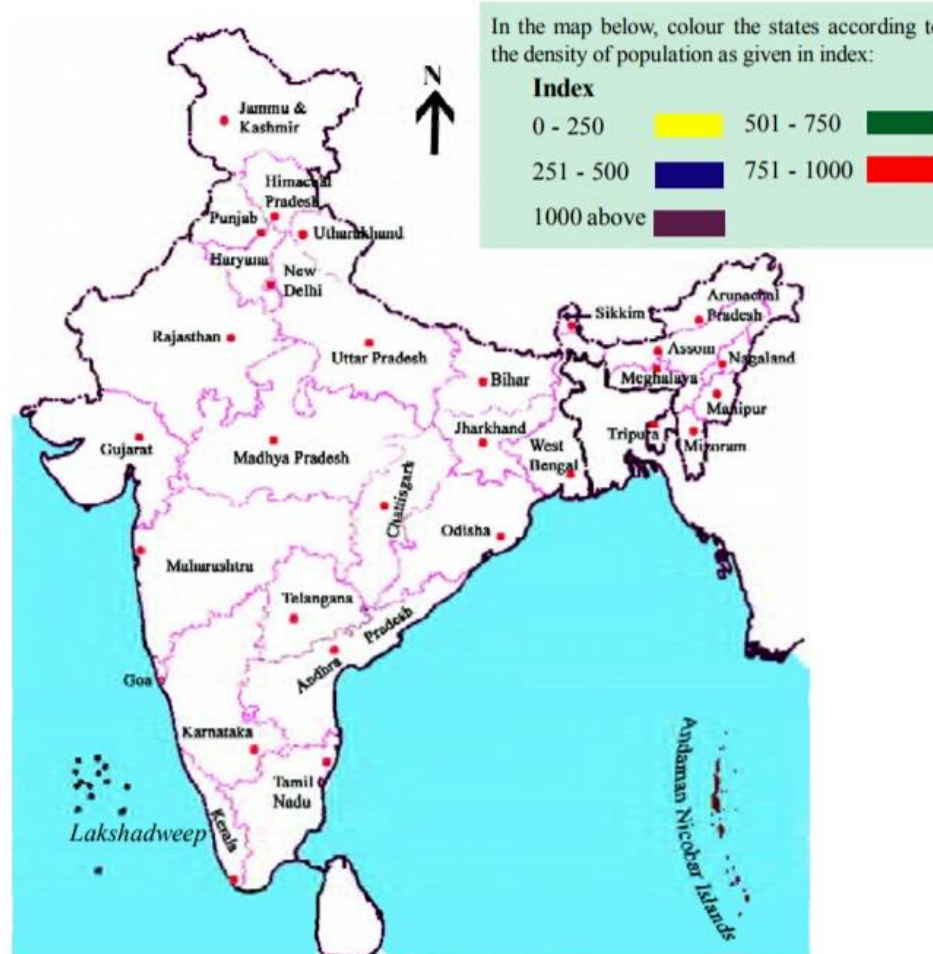 In the map below, colour the states according to
the density of population as given in index:
Index
0 - 250
501 - 750
251 - 500
751 - 1000
1000 above
N
Jammu &
Kashmir
Himachal
Pradesh
Punjab
Utharakhand
Haryana
New
Delhi
Sikkim
Arunachal
Pradesh
Rajasthan
Uttar Pradesh
Assom
Nagaland
Bihar
Meghalaya
Manipur
Jharkhand
West
Bengal
Tripura
Mizoram
Gujarat
Madhya Pradesh
Chattisgarh
Odisha
Maharashtra
Telangana
Andhra Pradesh
Goa
Karnataka
Tamil
Nadu
Kerala
Lakshadweep
Andaman Nicobar Islands